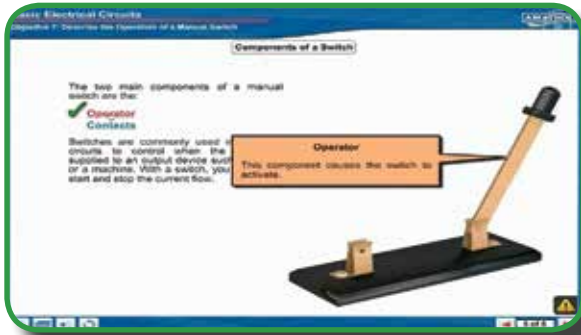 Basic Electrical Circuits
Objective 7: Describe the Operation of a Manual Switch
Components of a Switch
The two main components of a manual
switch are the:
Operator
Contacts
Switches are commonly used
circuits to control when the
supplied to an output device such
or a machine. With a switch, you
start and stop the current flow.
Operator
This component causes the switch to
activate.